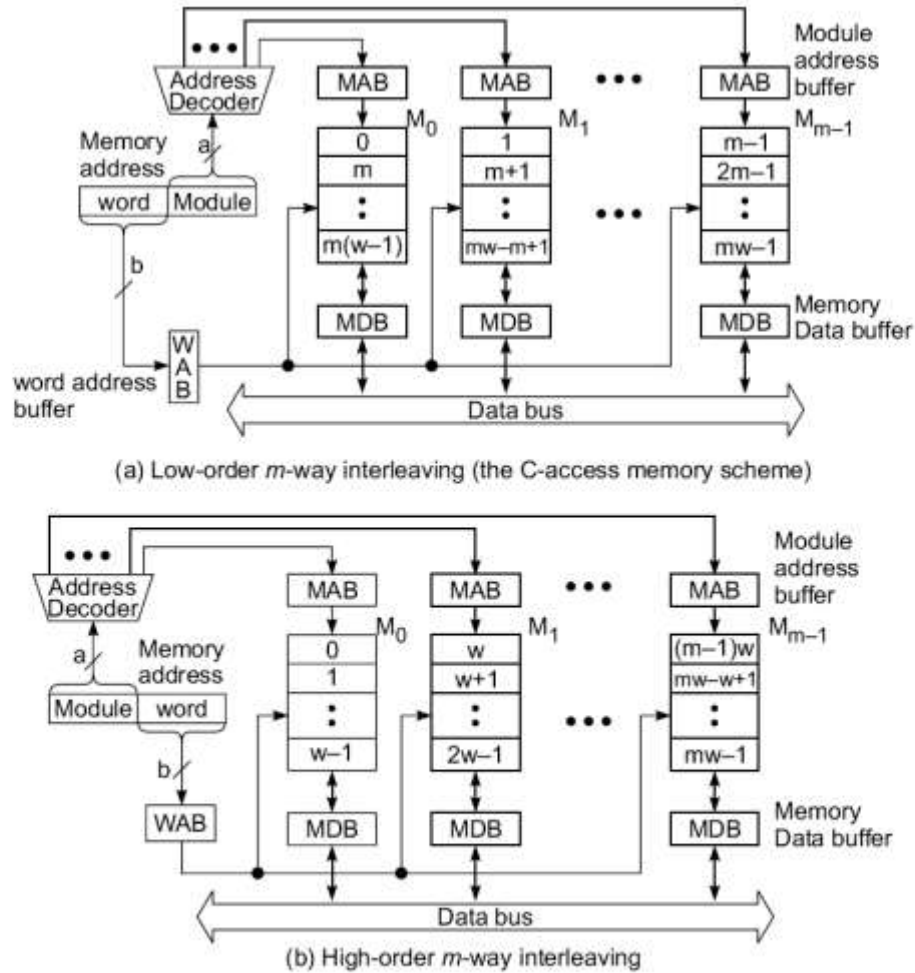 Address
Decoder
MAB
MAB
MAB
Module
address
buffer
M0
M1
Mm–1
Memory
address
a
word
Module
0
m
m(w–1)
1
m+1
mw–m+1
m–1
2m–1
mw–1
b
MDB
MDB
MDB
Memory
Data buffer
word address
buffer
W
A
B
Data bus
(a) Low-order m-way interleaving (the C-access memory scheme)
Address
Decoder
MAB
MAB
MAB
Module
address
buffer
M0
M1
Mm–1
a
Memory
address
Module
word
0
1
w–1
w
w+1
2w–1
(m–1)w
mw–w+1
mw–1
b
WAB
MDB
MDB
MDB
Memory
Data buffer
Data bus
(b) High-order m-way interleaving